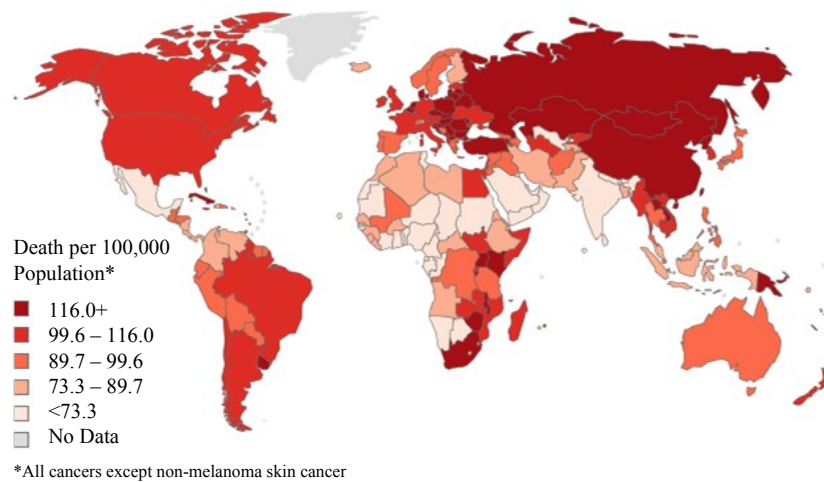 Death per 100,000
Population*
116.0+
99.6 – 116.0
89.7 – 99.6
73.3 – 89.7
<73.3
No Data
*All cancers except non-melanoma skin cancer